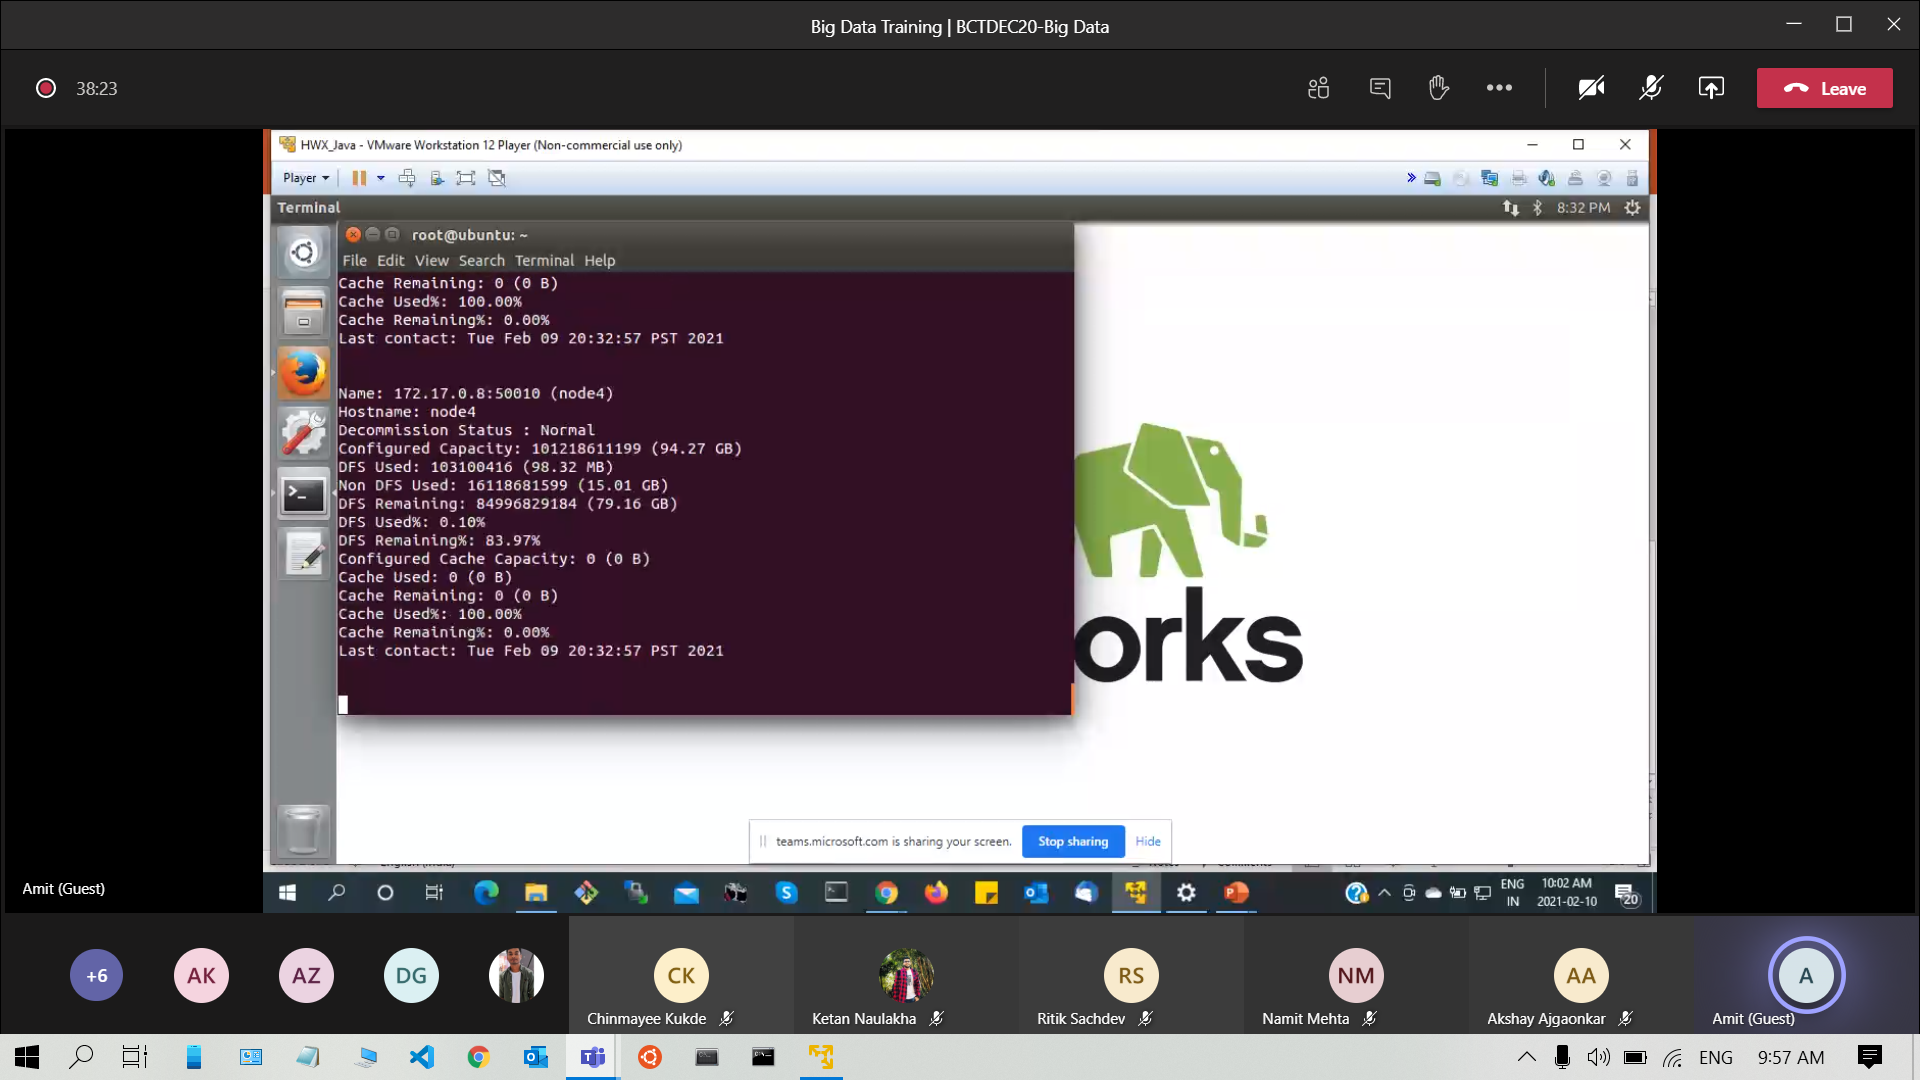 Big Data Training | BCTDEC20-Big Data
38:23
Leave
HWX_Java - VMware Workstation 12 Player (Non-commercial use only)
Player
Terminal
8:32 PM
root@ubuntu: ~
File Edit View Search Terminal Help
Cache Remaining: 0 (0 B)
Cache Used%: 100.00%
Cache Remaining%: 0.00%
Last contact: Tue Feb 09 20:32:57 PST 2021
Name: 172.17.0.8:50010 (node4)
Hostname: node4
Decommission Status : Normal
Configured Capacity: 101218611199 (94.27 GB)
DFS Used: 103100416 (98.32 MB)
Non DFS Used: 16118681599 (15.01 GB)
DFS Remaining: 84996829184 (79.16 GB)
DFS Used%: 0.10%
DFS Remaining%: 83.97%
Configured Cache Capacity: 0 (0 B)
Cache Used: 0 (0 B)
Cache Remaining: 0 (0 B)
Cache Used%: 100.00%
Cache Remaining%: 0.00%
Last contact: Tue Feb 09 20:32:57 PST 2021
orks
teams.microsoft.com is sharing your screen. Stop sharing Hide
Amit (Guest)
ENG
IN
10:02 AM
2021-02-10
20
+6
AK
AZ
DG
CK
RS
NM
AA
A
Chinmayee Kukde
Ketan Naulakha
Ritik Sachdev
Namit Mehta
Akshay Ajgaonkar
Amit (Guest)
ENG
9:57 AM